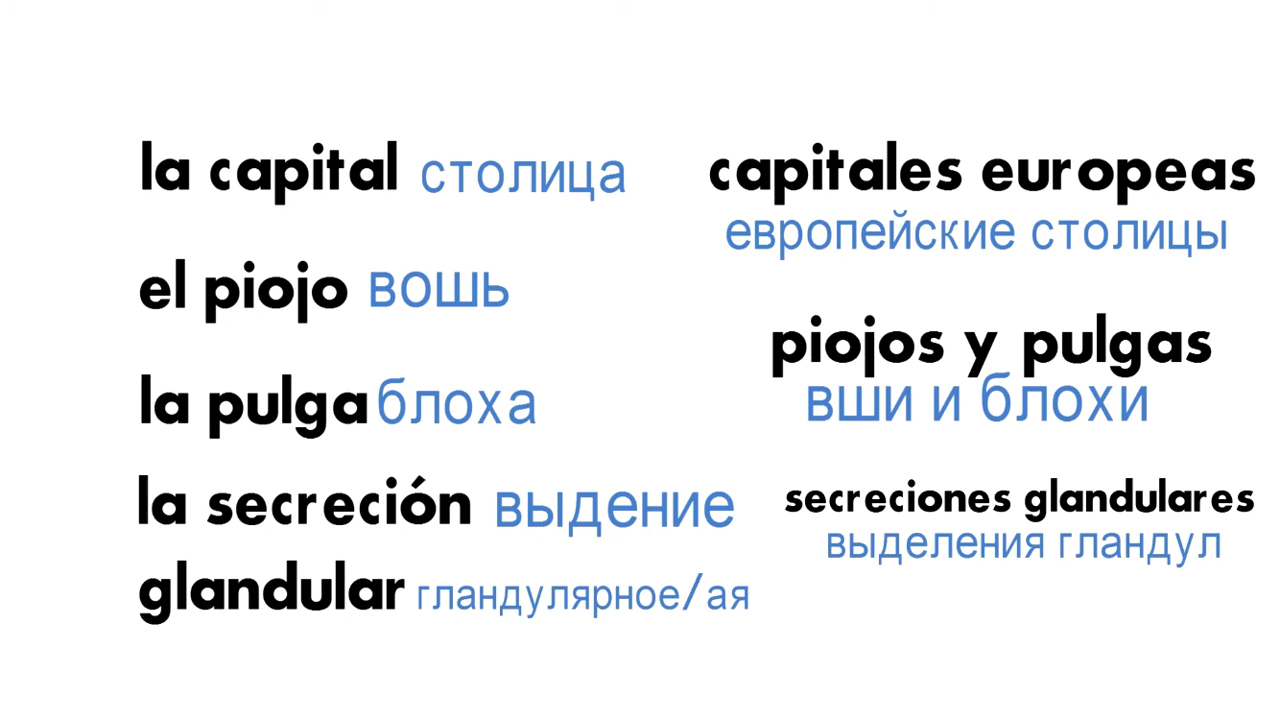 la capital столица
el piojo вошь
la pulga блоха
la secreción выдение
glandular гландулярное/ая
capitales europeas
европейские столицы
piojos y pulgas
вши и блохи
secreciones glandulares
выделения гландул